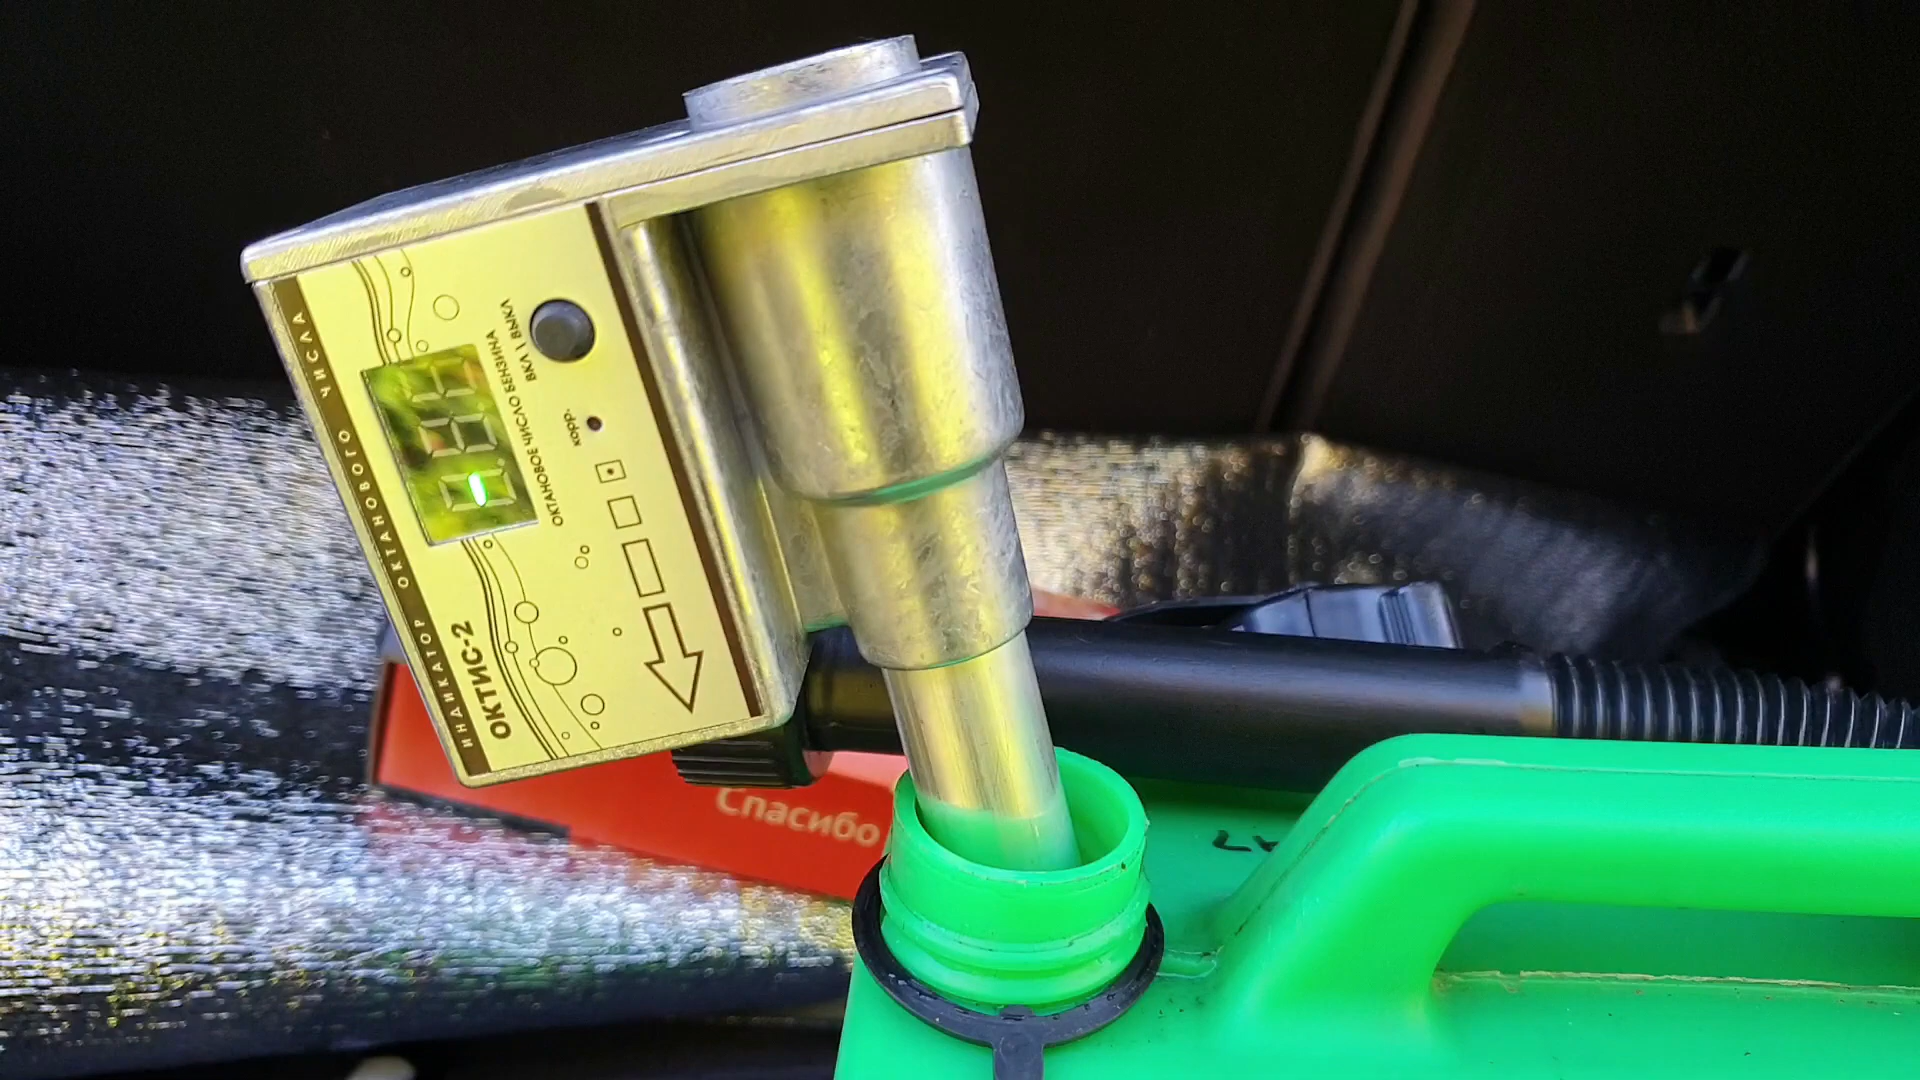 ИНДИКАТОР ОКТАНОВОГО ЧИСЛА
ОКТИС-2
ОКТАНОВОЕ ЧИСЛО БЕНЗИНА
ВКЛ \ ВЫКЛ
корр.
Спасибо